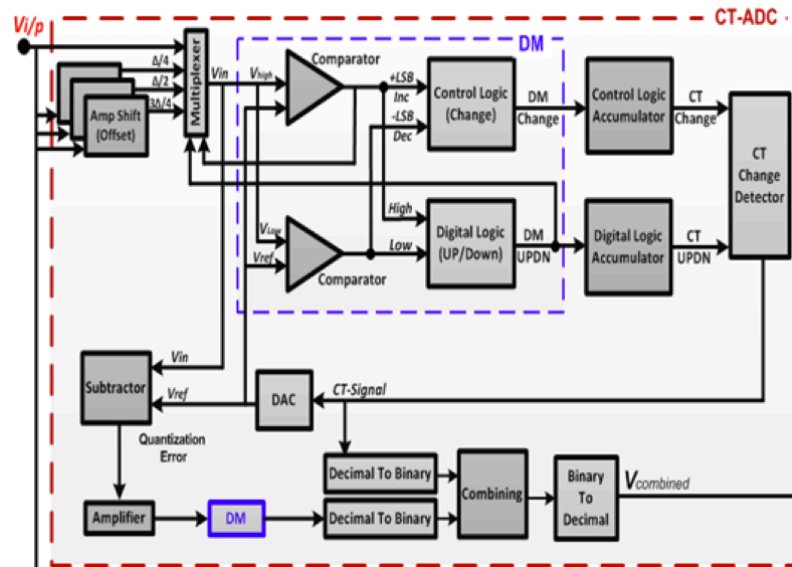 Vi/p
CT-ADC
DM
Δ/4
Δ/2
3Δ/4
Amp Shift
(Offset)
Multiplexer
Vin
Vhigh
Comparator
+LSB
Inc
-LSB
Dec
Control Logic
(Change)
DM
Change
Control Logic
Accumulator
CT
Change
CT
Change
Detector
VLow
Vref
Comparator
High
Low
Digital Logic
(UP/Down)
DM
UPDN
Digital Logic
Accumulator
CT
UPDN
Subtractor
Vin
Vref
DAC
CT-Signal
Quantization
Error
Decimal To Binary
Combining
Binary
To
Decimal
Vcombined
Amplifier
DM
Decimal To Binary